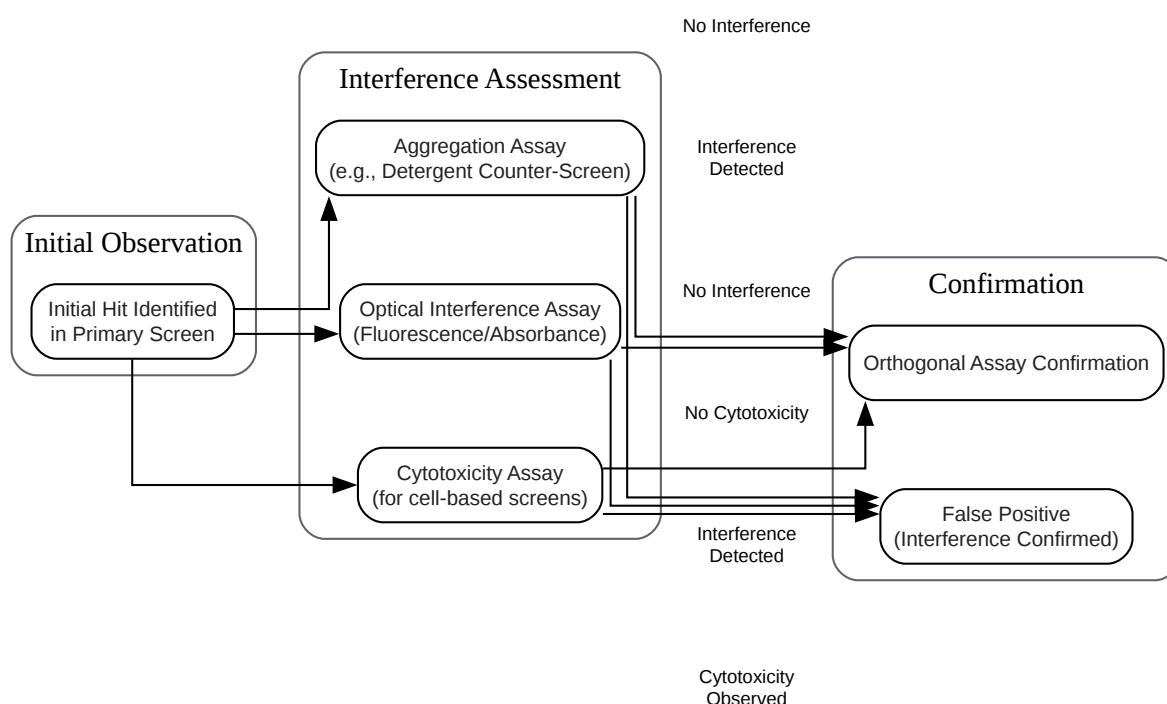 No Interference
Interference Assessment
Aggregation Assay
(e.g., Detergent Counter-Screen)
Interference
Detected
Initial Observation
Initial Hit Identified
in Primary Screen
Optical Interference Assay
(Fluorescence/Absorbance)
No Interference
Confirmation
Orthogonal Assay Confirmation
No Cytotoxicity
Cytotoxicity Assay
(for cell-based screens)
Interference
Detected
False Positive
(Interference Confirmed)
Cytotoxicity
Observed